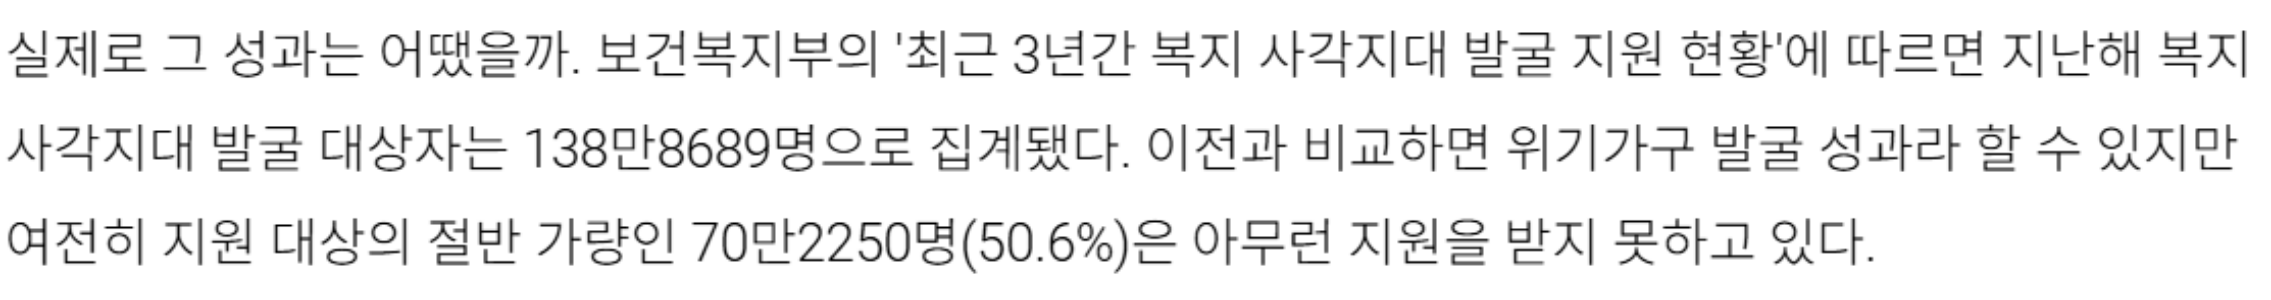 실제로 그 성과는 어땠을까. 보건복지부의 '최근 3년간 복지 사각지대 발굴 지원 현황'에 따르면 지난해 복지
사각지대 발굴 대상자는 138만8689명으로 집계됐다. 이전과 비교하면 위기가구 발굴 성과라 할 수 있지만
여전히 지원 대상의 절반 가량인 70만2250명(50.6%)은 아무런 지원을 받지 못하고 있다.